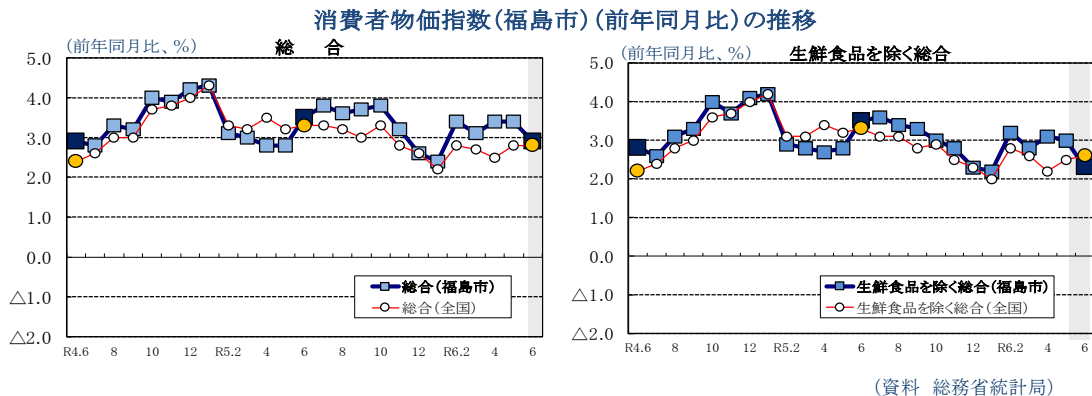 消費者物価指数（福島市）（前年同月比）の推移
（前年同月比、％）
総　合
5.0
4.0
3.0
2.0
1.0
0.0
△1.0
△2.0
総合（福島市）
総合（全国）
R4.6 8 10 12 R5.2 4 6 8 10 12 R6.2 4 6
（前年同月比、％）
生鮮食品を除く総合
5.0
4.0
3.0
2.0
1.0
0.0
△1.0
△2.0
生鮮食品を除く総合（福島市）
生鮮食品を除く総合（全国）
R4.6 8 10 12 R5.2 4 6 8 10 12 R6.2 4 6
（資料　総務省統計局）